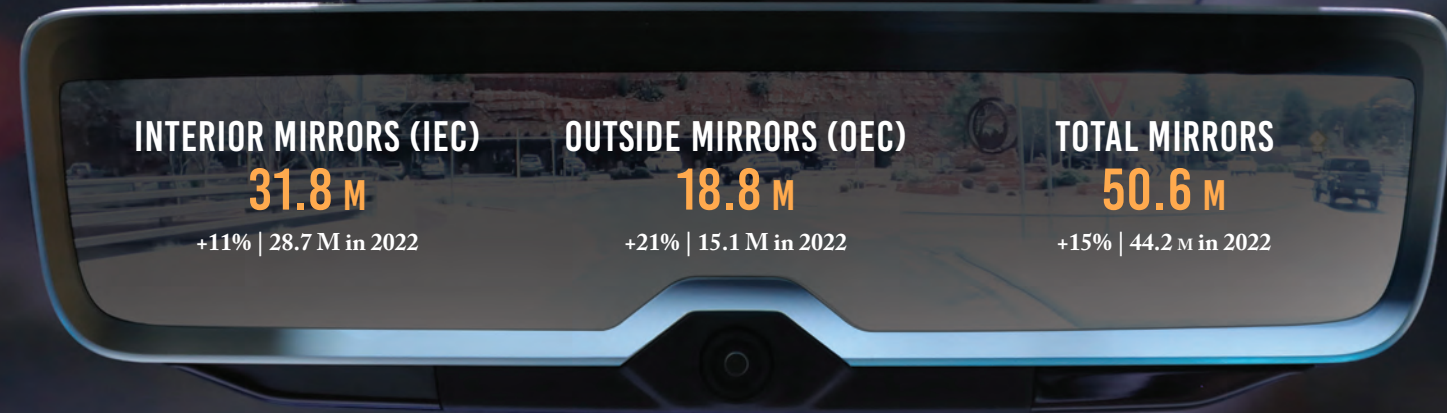 INTERIOR MIRRORS (IEC)
31.8 M
+11% | 28.7 M in 2022
OUTSIDE MIRRORS (OEC)
18.8 M
+21% | 15.1 M in 2022
TOTAL MIRRORS
50.6 M
+15% | 44.2 M in 2022